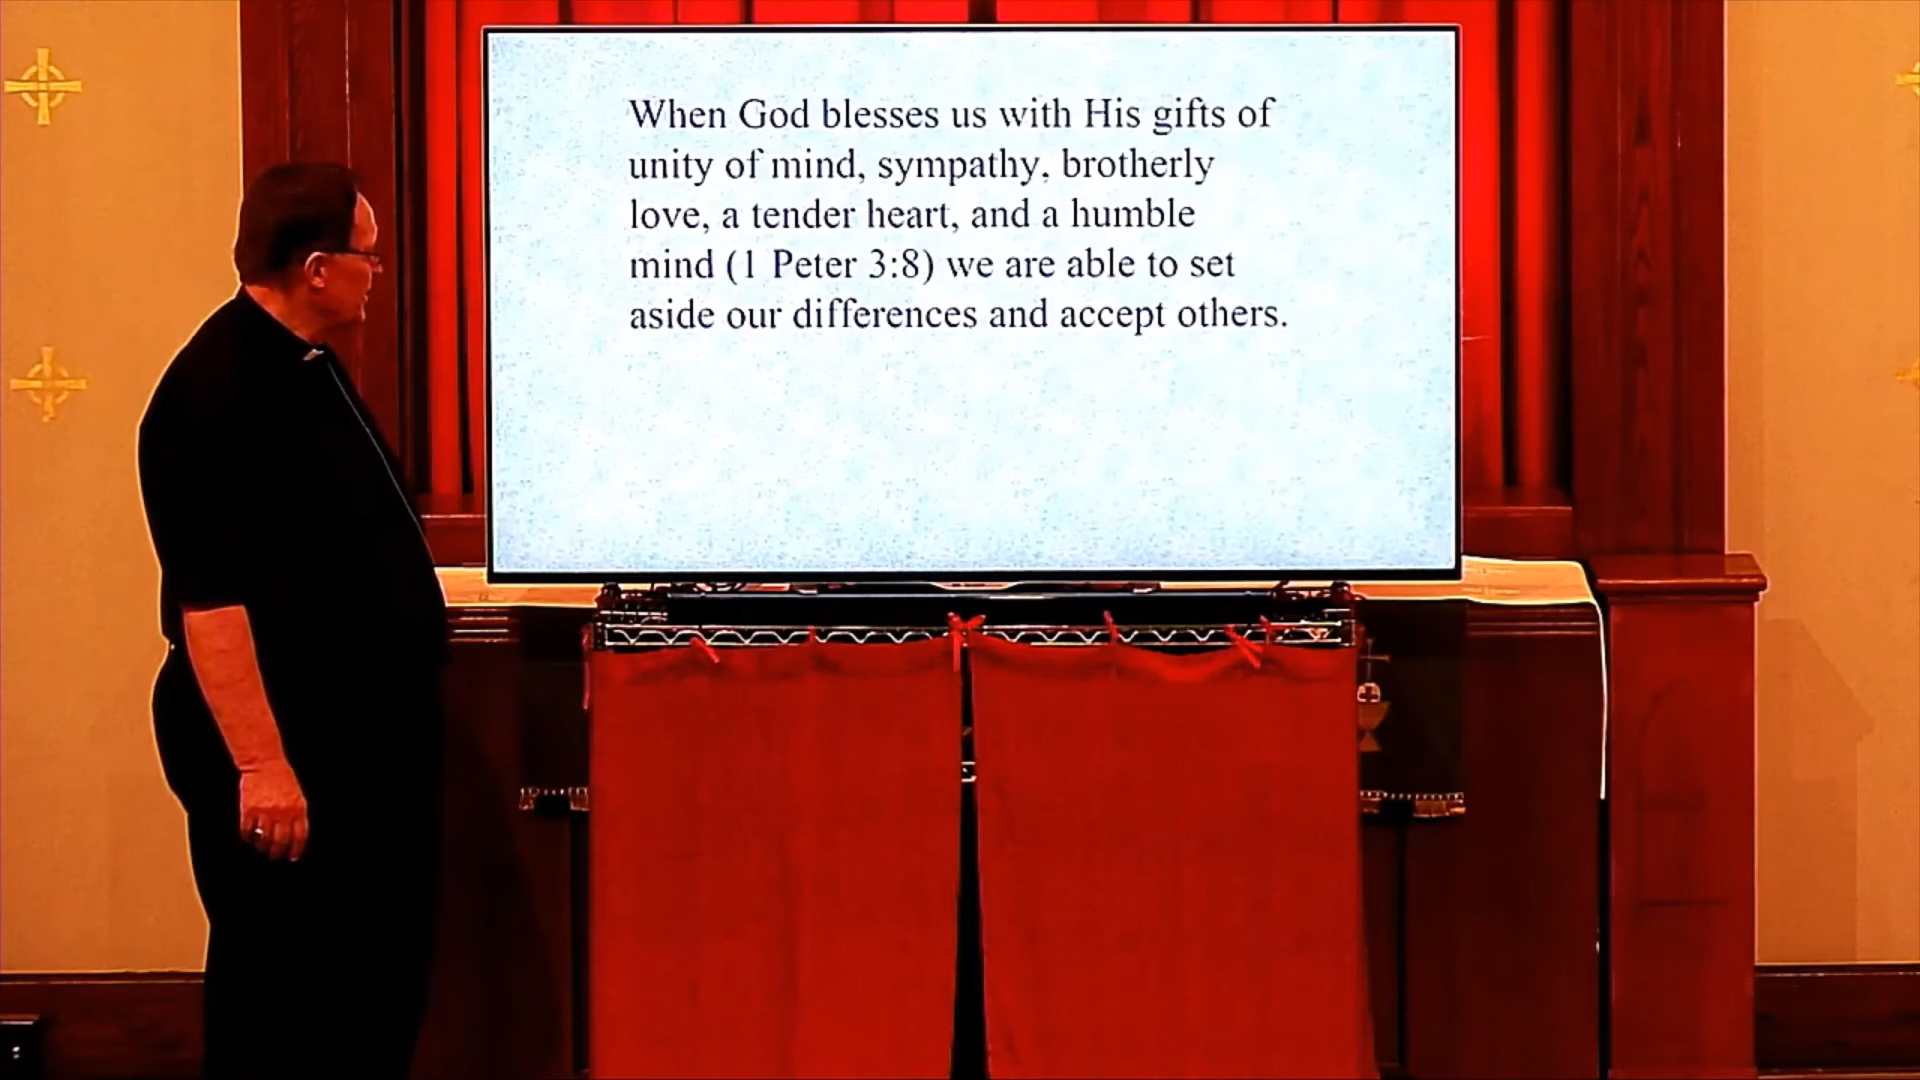 When God blesses us with His gifts of
unity of mind, sympathy, brotherly
love, a tender heart, and a humble
mind (1 Peter 3:8) we are able to set
aside our differences and accept others.